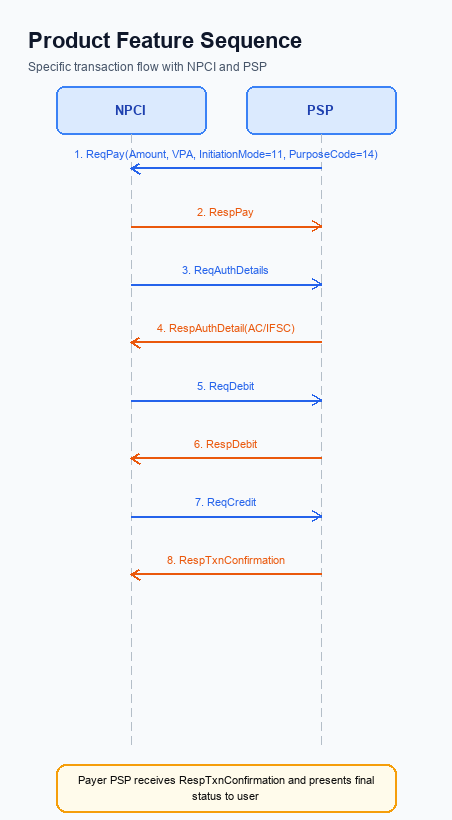 Product Feature Sequence
Specific transaction flow with NPCI and PSP
NPCI
PSP
1. ReqPay(Amount, VPA, InitiationMode=11, PurposeCode=14)
2. RespPay
3. ReqAuthDetails
4. RespAuthDetail(AC/IFSC)
5. ReqDebit
6. RespDebit
7. ReqCredit
8. RespTxnConfirmation
Payer PSP receives RespTxnConfirmation and presents final
status to user